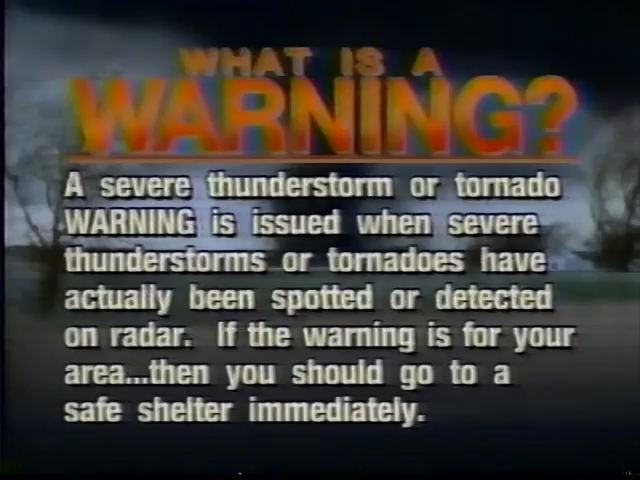 WHAT IS A
WARNING?
A severe thunderstorm or tornado
WARNING is issued when severe
thunderstorms or tornadoes have
actually been spotted or detected
on radar. If the warning is for your
area...then you should go to a
safe shelter immediately.